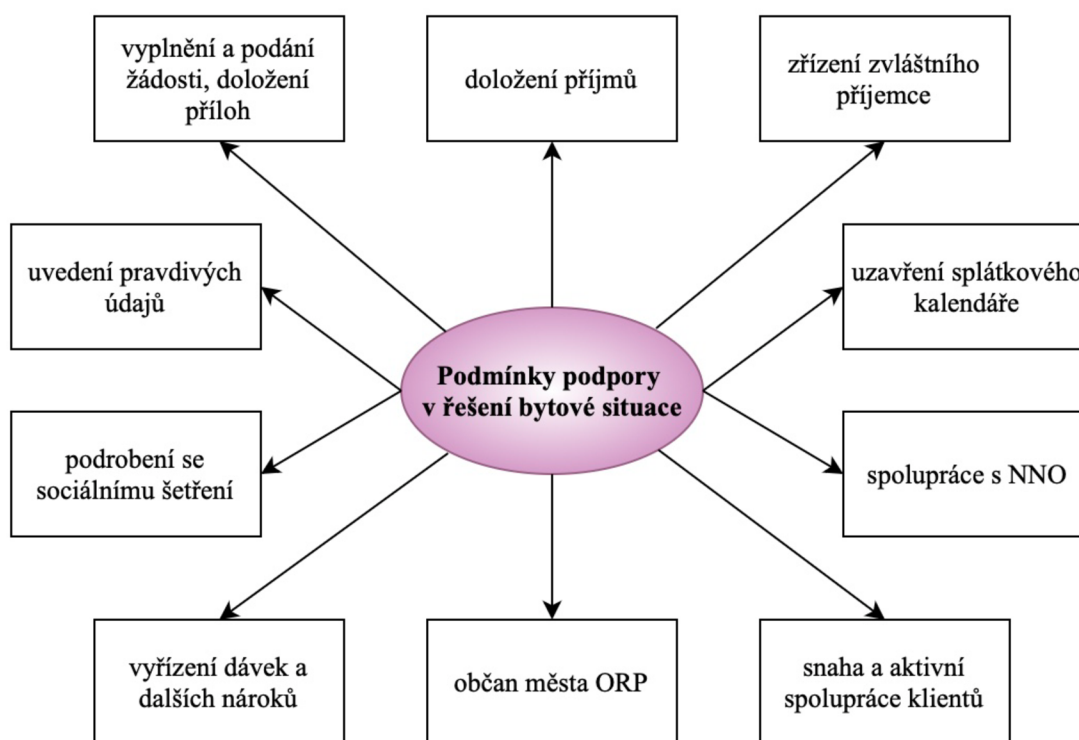 vyplnění a podání
žádosti, doložení
příloh
doložení příjmů
zřízení zvláštního
příjemce
uvedení pravdivých
údajů
uzavření splátkového
kalendáře
Podmínky podpory
v řešení bytové situace
podrobení se
sociálnímu šetření
spolupráce s NNO
vyřízení dávek a
dalších nároků
občan města ORP
snaha a aktivní
spolupráce klientů